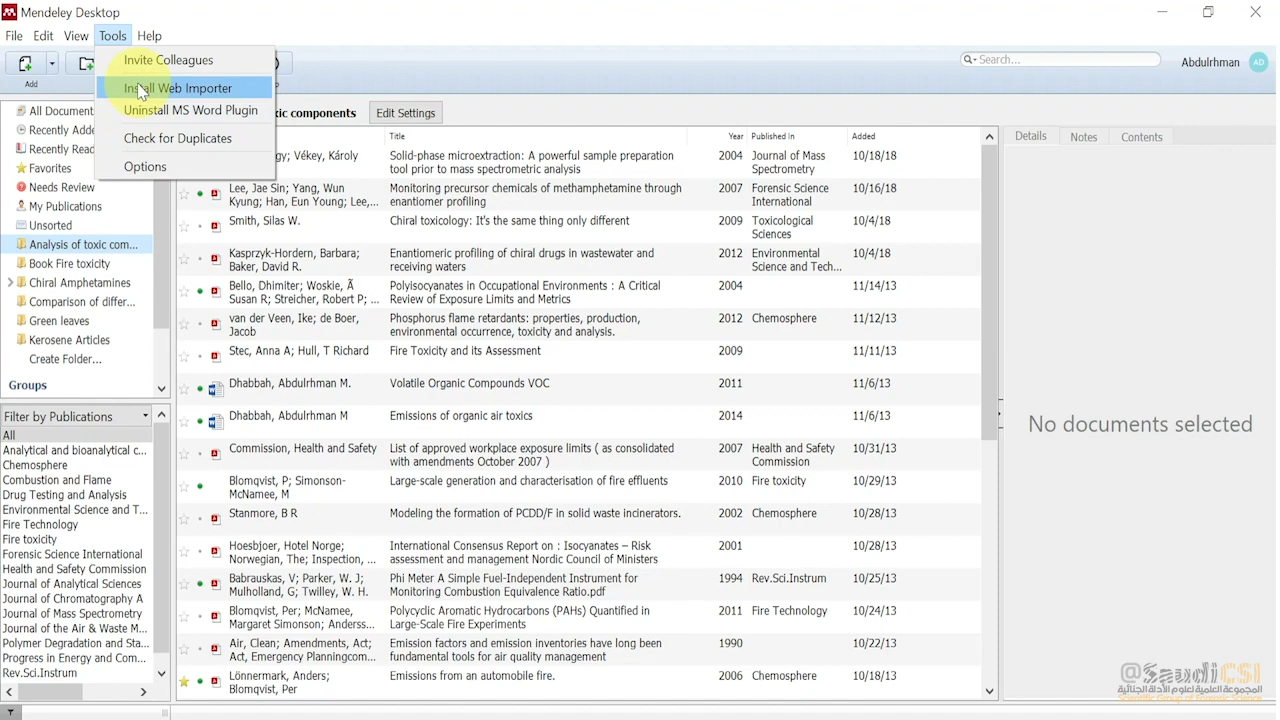 Mendeley Desktop
File Edit View Tools Help
Invite Colleagues
Install Web Importer
Uninstall MS Word Plugin
Check for Duplicates
Options
Add
Search...
Abdulrhman
AD
All Document
Recently Adde
Recently Read
Favorites
Needs Review
My Publications
Unsorted
Analysis of toxic com...
Book Fire toxicity
Chiral Amphetamines
Comparison of differ...
Green leaves
Kerosene Articles
Create Folder...
Groups
Filter by Publications
All
Analytical and bioanalytical c...
Chemosphere
Combustion and Flame
Drug Testing and Analysis
Environmental Science and T...
Fire Technology
Fire toxicity
Forensic Science International
Health and Safety Commission
Journal of Analytical Sciences
Journal of Chromatography A
Journal of Mass Spectrometry
Journal of the Air & Waste M...
Polymer Degradation and Sta...
Progress in Energy and Com...
Rev.Sci.Instrum
components Edit Settings
Title Year Published In Added
Vékey, Károly Solid-phase microextraction: A powerful sample preparation 2004 Journal of Mass 10/18/18
tool prior to mass spectrometric analysis Spectrometry
Lee, Jae Sin; Yang, Wun Monitoring precursor chemicals of methamphetamine through 2007 Forensic Science 10/16/18
Kyung; Han, Eun Young; Lee,... enantiomer profiling International
Smith, Silas W. Chiral toxicology: It's the same thing only different 2009 Toxicological 10/4/18
Sciences
Kasprzyk-Hordern, Barbara; Enantiomeric profiling of chiral drugs in wastewater and 2012 Environmental 10/4/18
Baker, David R. receiving waters Science and Tech...
Bello, Dhimiter; Woskie, Ã Polyisocyanates in Occupational Environments : A Critical 2004 11/14/13
Susan R; Streicher, Robert P; ... Review of Exposure Limits and Metrics
van der Veen, Ike; de Boer, Phosphorus flame retardants: properties, production, 2012 Chemosphere 11/12/13
Jacob environmental occurrence, toxicity and analysis.
Stec, Anna A; Hull, T Richard Fire Toxicity and its Assessment 2009 11/11/13
Dhabbah, Abdulrhman M. Volatile Organic Compounds VOC 2011 11/6/13
Dhabbah, Abdulrhman M Emissions of organic air toxics 2014 11/6/13
Commission, Health and Safety List of approved workplace exposure limits ( as consolidated 2007 Health and Safety 10/31/13
with amendments October 2007 ) Commission
Blomqvist, P; Simonson- Large-scale generation and characterisation of fire effluents 2010 Fire toxicity 10/29/13
McNamee, M
Stanmore, B R Modeling the formation of PCDD/F in solid waste incinerators. 2002 Chemosphere 10/28/13
Hoesbjoer, Hotel Norge; International Consensus Report on : Isocyanates – Risk 2001 10/28/13
Norwegian, The; Inspection, ... assessment and management Nordic Council of Ministers
Babrauskas, V; Parker, W. J; Phi Meter A Simple Fuel-Independent Instrument for 1994 Rev.Sci.Instrum 10/25/13
Mulholland, G; Twilley, W. H. Monitoring Combustion Equivalence Ratio.pdf
Blomqvist, Per; McNamee, Polycyclic Aromatic Hydrocarbons (PAHs) Quantified in 2011 Fire Technology 10/24/13
Margaret Simonson; Anderss... Large-Scale Fire Experiments
Air, Clean; Amendments, Act; Emission factors and emission inventories have long been 1990 10/22/13
Act, Emergency Planningcom... fundamental tools for air quality management
Lönnermark, Anders; Emissions from an automobile fire. 2006 Chemosphere 10/18/13
Blomqvist, Per
Details Notes Contents
No documents selected
@SaudiCSI
المجموعة العلمية لعلوم الأدلة الجنائية
Scientific Group of Forensic Science